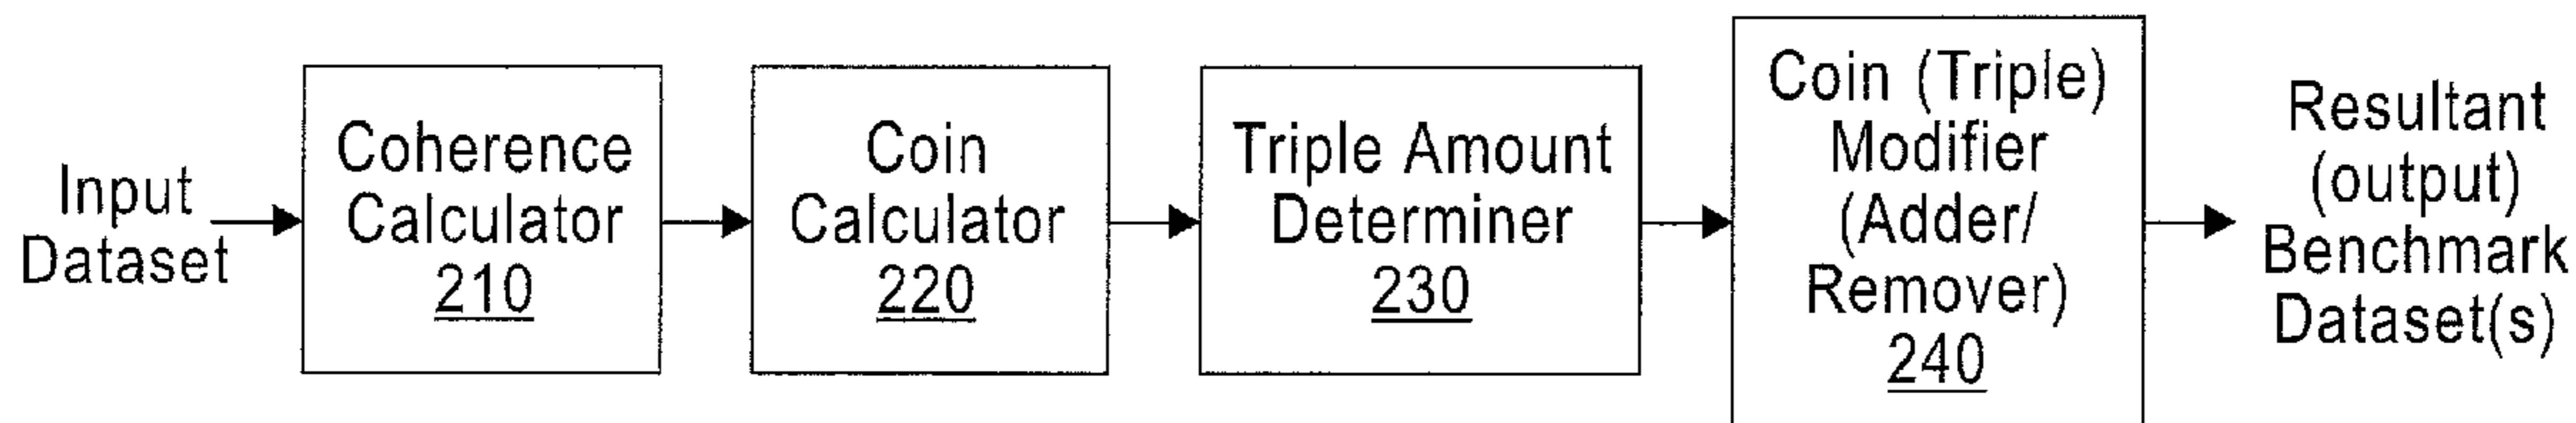 Input
Dataset
Coherence
Calculator
210
Coin
Calculator
220
Triple Amount
Determiner
230
Coin (Triple)
Modifier
(Adder/
Remover)
240
Resultant
(output)
Benchmark
Dataset(s)